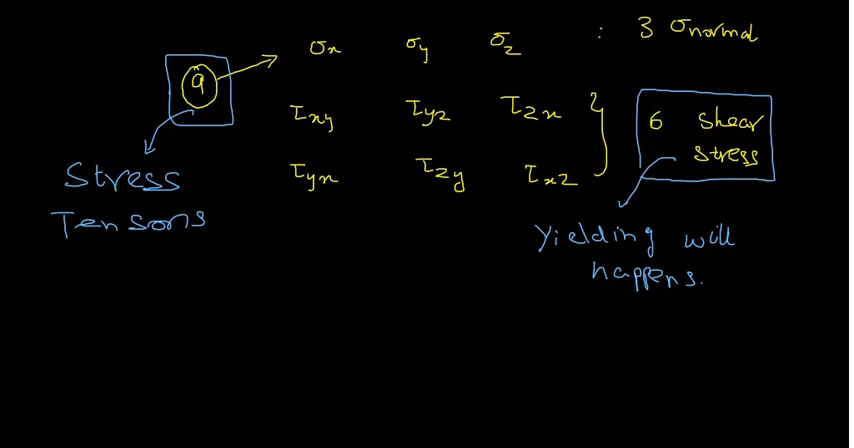 σx σy σz : 3 σnormal
9
τxy τyz τzx
6 shear
stress
τyx τzy τxz
Stress
Tensors
Yielding will
happens.